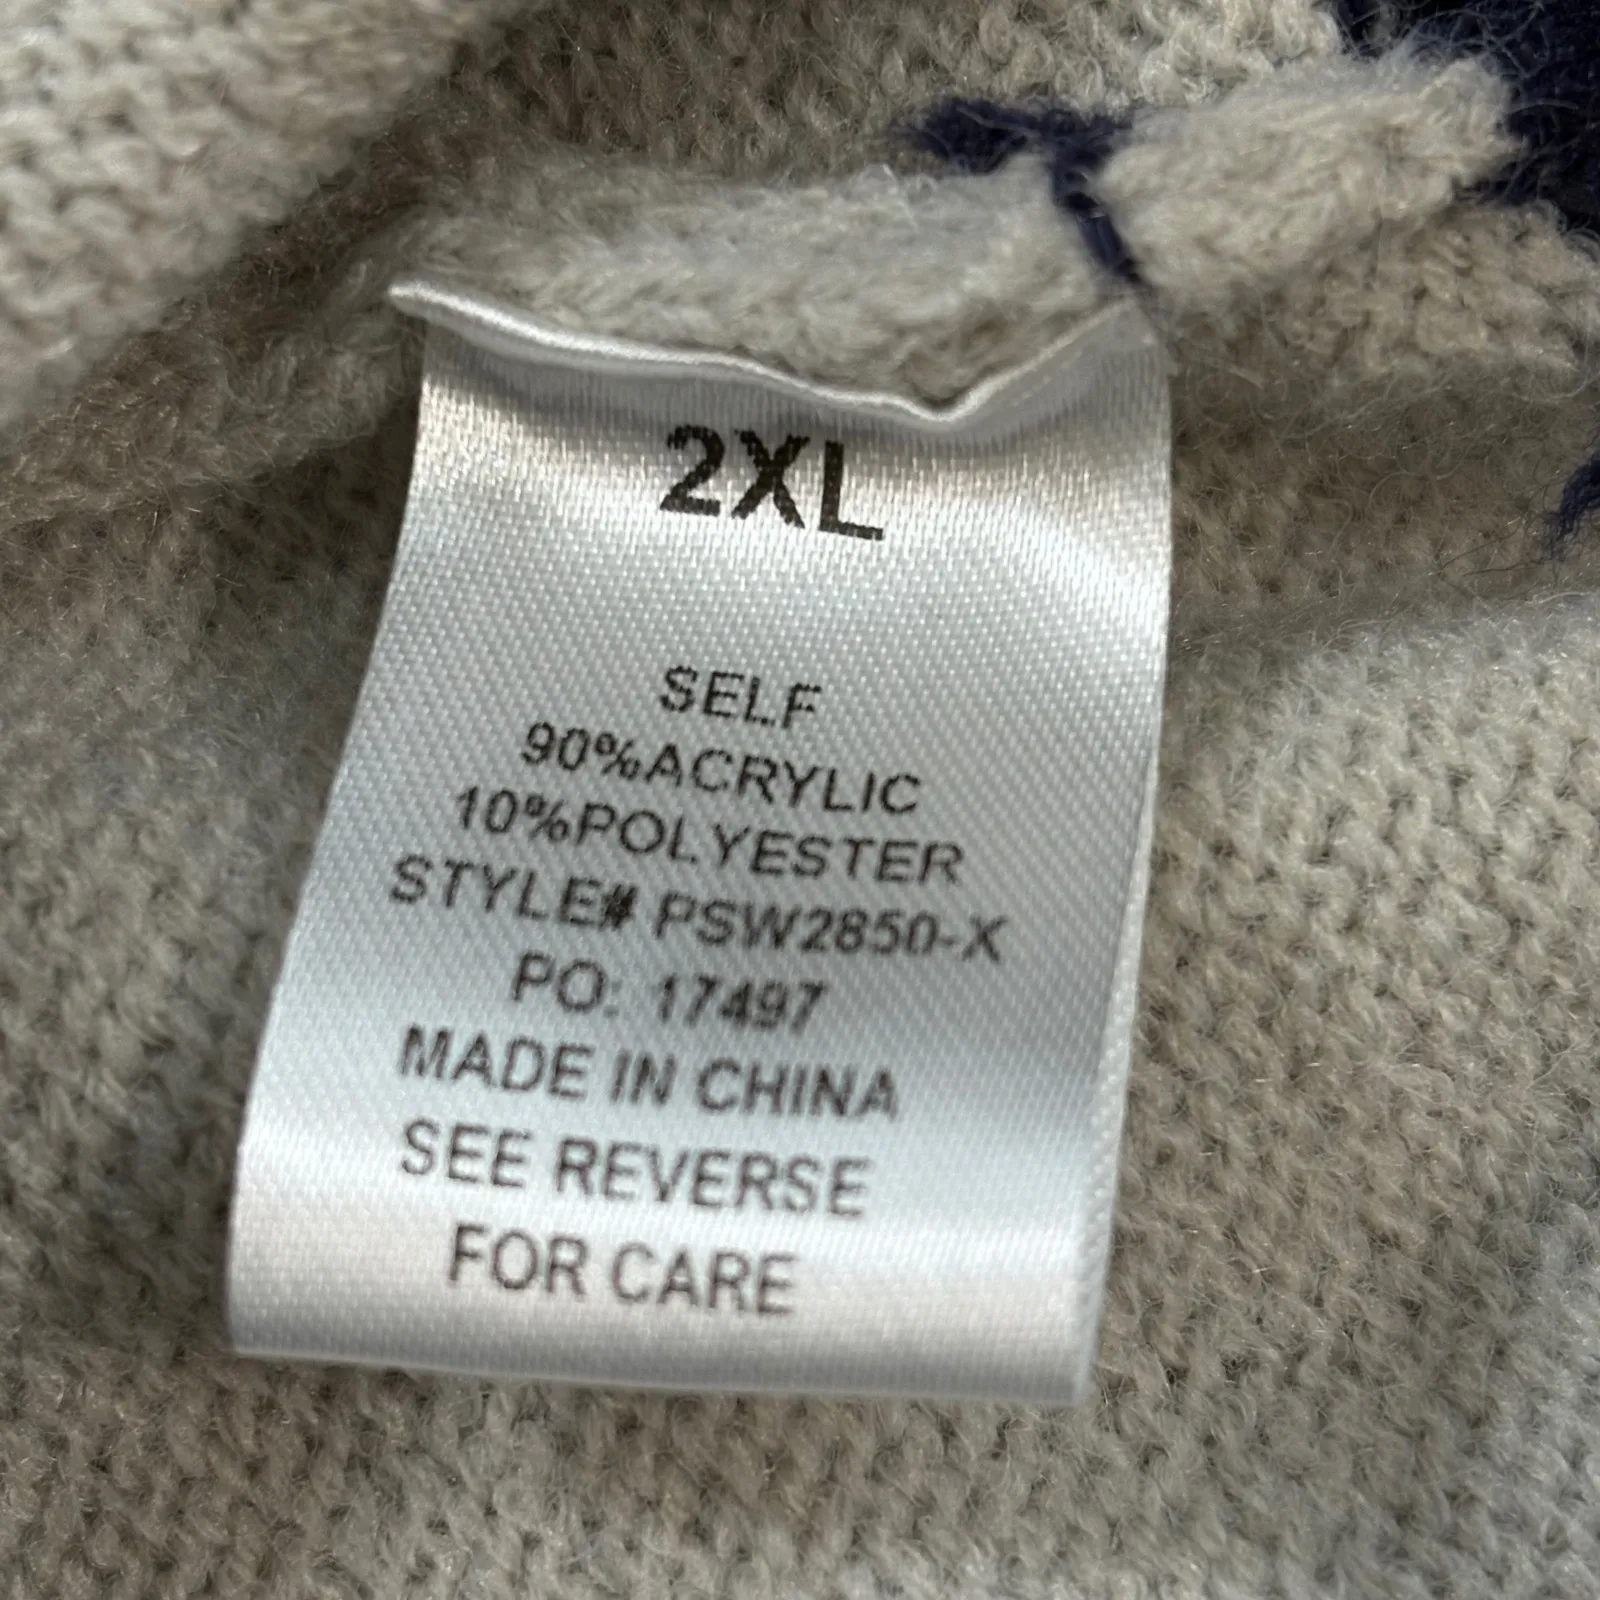 2XL
SELF
90%ACRYLIC
10%POLYESTER
STYLE# PSW2850-X
PO: 17497
MADE IN CHINA
SEE REVERSE
FOR CARE